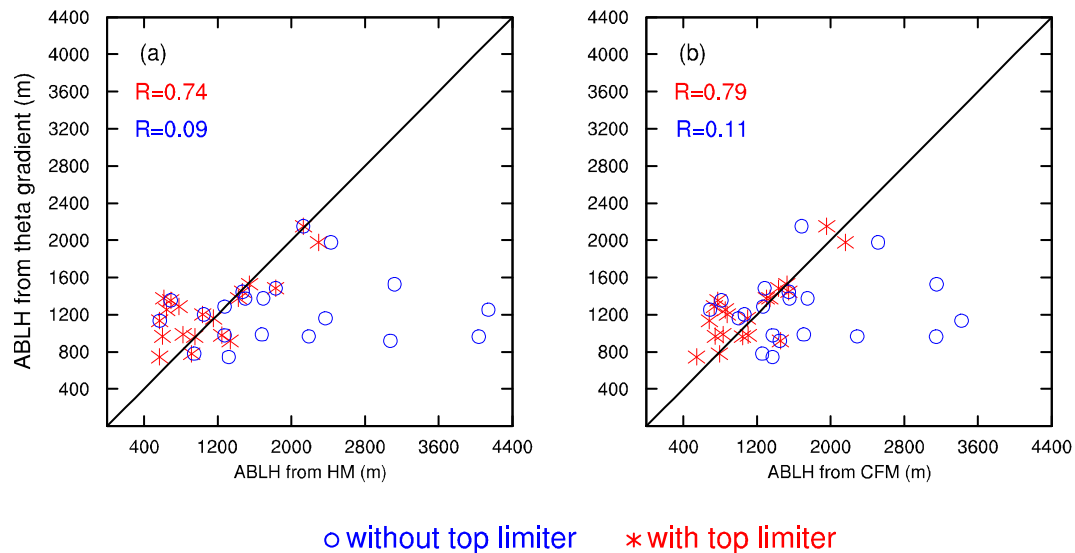 (a)
R=0.74
R=0.09
4400
4000
3600
3200
2800
2400
2000
1600
1200
800
400
ABLH from theta gradient (m)
400 1200 2000 2800 3600 4400
ABLH from HM (m)
(b)
R=0.79
R=0.11
4400
4000
3600
3200
2800
2400
2000
1600
1200
800
400
400 1200 2000 2800 3600 4400
ABLH from CFM (m)
without top limiter with top limiter